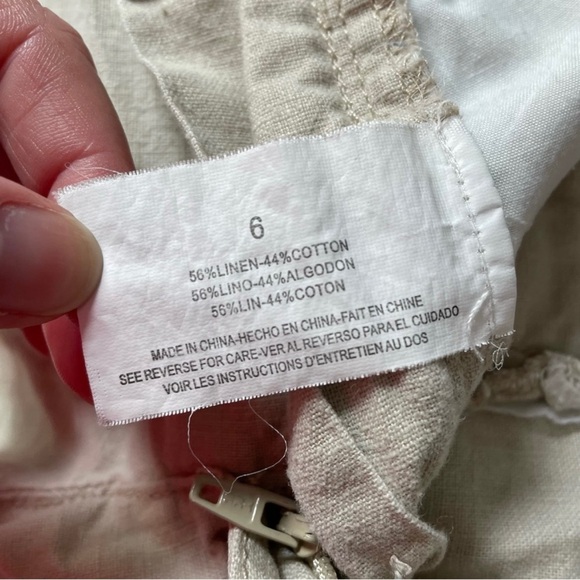 6
56%LINEN-44%COTTON
56%LINO-44%ALGODON
56%LIN-44%COTON
MADE IN CHINA-HECHO EN CHINA-FAIT EN CHINE
SEE REVERSE FOR CARE-VER AL REVERSO PARA EL CUIDADO
VOIR LES INSTRUCTIONS D'ENTRETIEN AU DOS